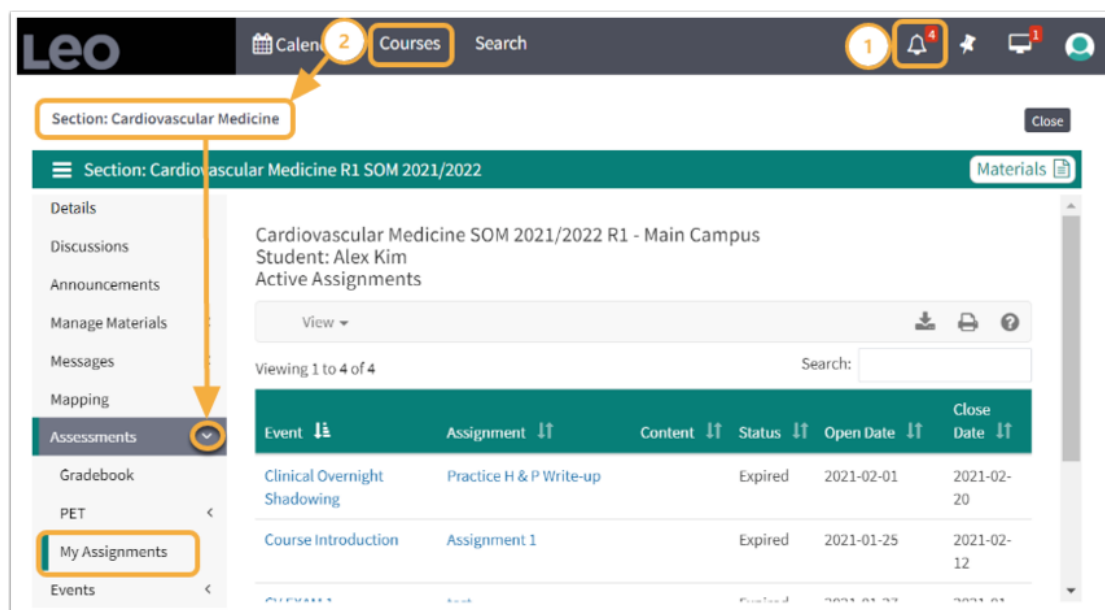 Leo
Calen 2 Courses Search 1 4 1
Section: Cardiovascular Medicine
Close
Section: Cardiovascular Medicine R1 SOM 2021/2022
Materials
Details
Discussions
Announcements
Manage Materials
Messages
Mapping
Assessments
Gradebook
PET
My Assignments
Events
Cardiovascular Medicine SOM 2021/2022 R1 - Main Campus
Student: Alex Kim
Active Assignments
View
Viewing 1 to 4 of 4
Search:
Event Assignment Content Status Open Date Close Date
Clinical Overnight Shadowing Practice H & P Write-up Expired 2021-02-01 2021-02-20
Course Introduction Assignment 1 Expired 2021-01-25 2021-02-12